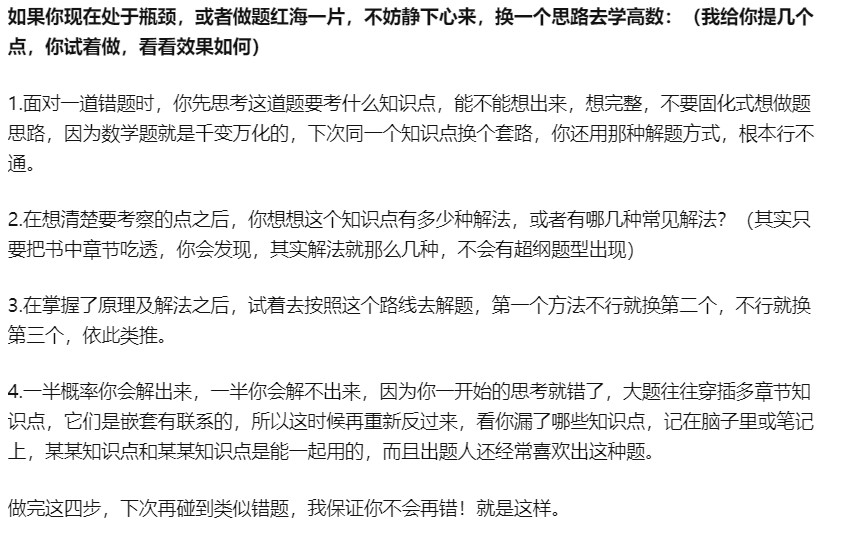 如果你现在处于瓶颈，或者做题红海一片，不妨静下心来，换一个思路去学高数：（我给你提几个
点，你试着做，看看效果如何）
1.面对一道错题时，你先思考这道题要考什么知识点，能不能想出来，想完整，不要固化式想做题
思路，因为数学题就是千变万化的，下次同一个知识点换个套路，你还用那种解题方式，根本行不
通。
2.在想清楚要考察的点之后，你想想这个知识点有多少种解法，或者有哪几种常见解法？（其实只
要把书中章节吃透，你会发现，其实解法就那么几种，不会有超纲题型出现）
3.在掌握了原理及解法之后，试着去按照这个路线去解题，第一个方法不行就换第二个，不行就换
第三个，依此类推。
4.一半概率你会解出来，一半你会解不出来，因为你一开始的思考就错了，大题往往穿插多章节知
识点，它们是嵌套有联系的，所以这时候再重新反过来，看你漏了哪些知识点，记在脑子里或笔记
上，某某知识点和某某知识点是能一起用的，而且出题人还经常喜欢出这种题。
做完这四步，下次再碰到类似错题，我保证你不会再错！就是这样。